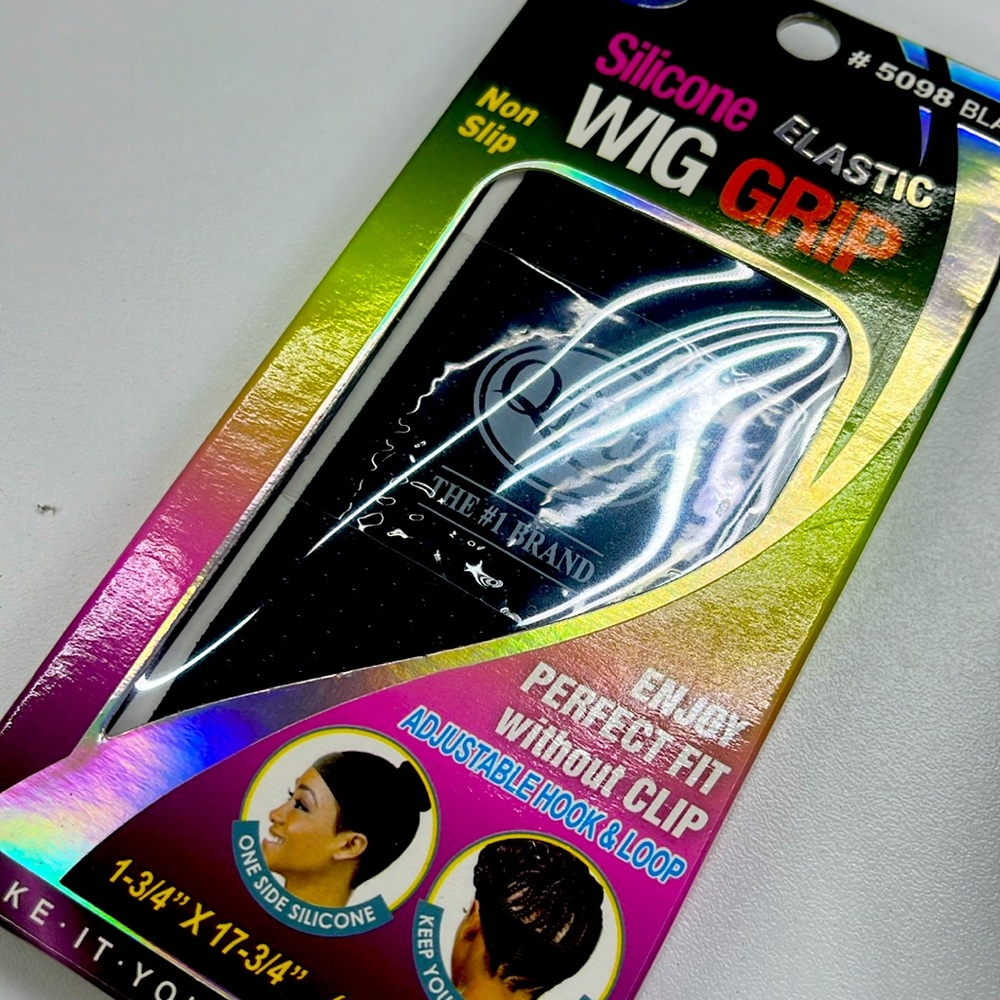 # 5098 BLA
Silicone
ELASTIC
WIG GRIP
Non
Slip
THE #1 BRAND
ENJOY
PERFECT FIT
without CLIP
ADJUSTABLE HOOK & LOOP
ONE SIDE SILICONE
KEEP YOU
1-3/4” X 17-3/4”
KE·IT·YO